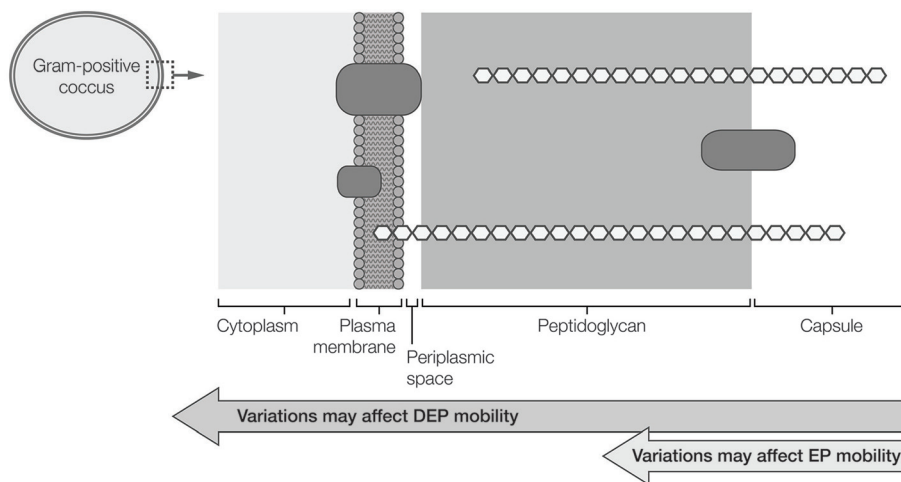 Gram-positive
coccus
Cytoplasm
Plasma
membrane
Periplasmic
space
Peptidoglycan
Capsule
Variations may affect DEP mobility
Variations may affect EP mobility